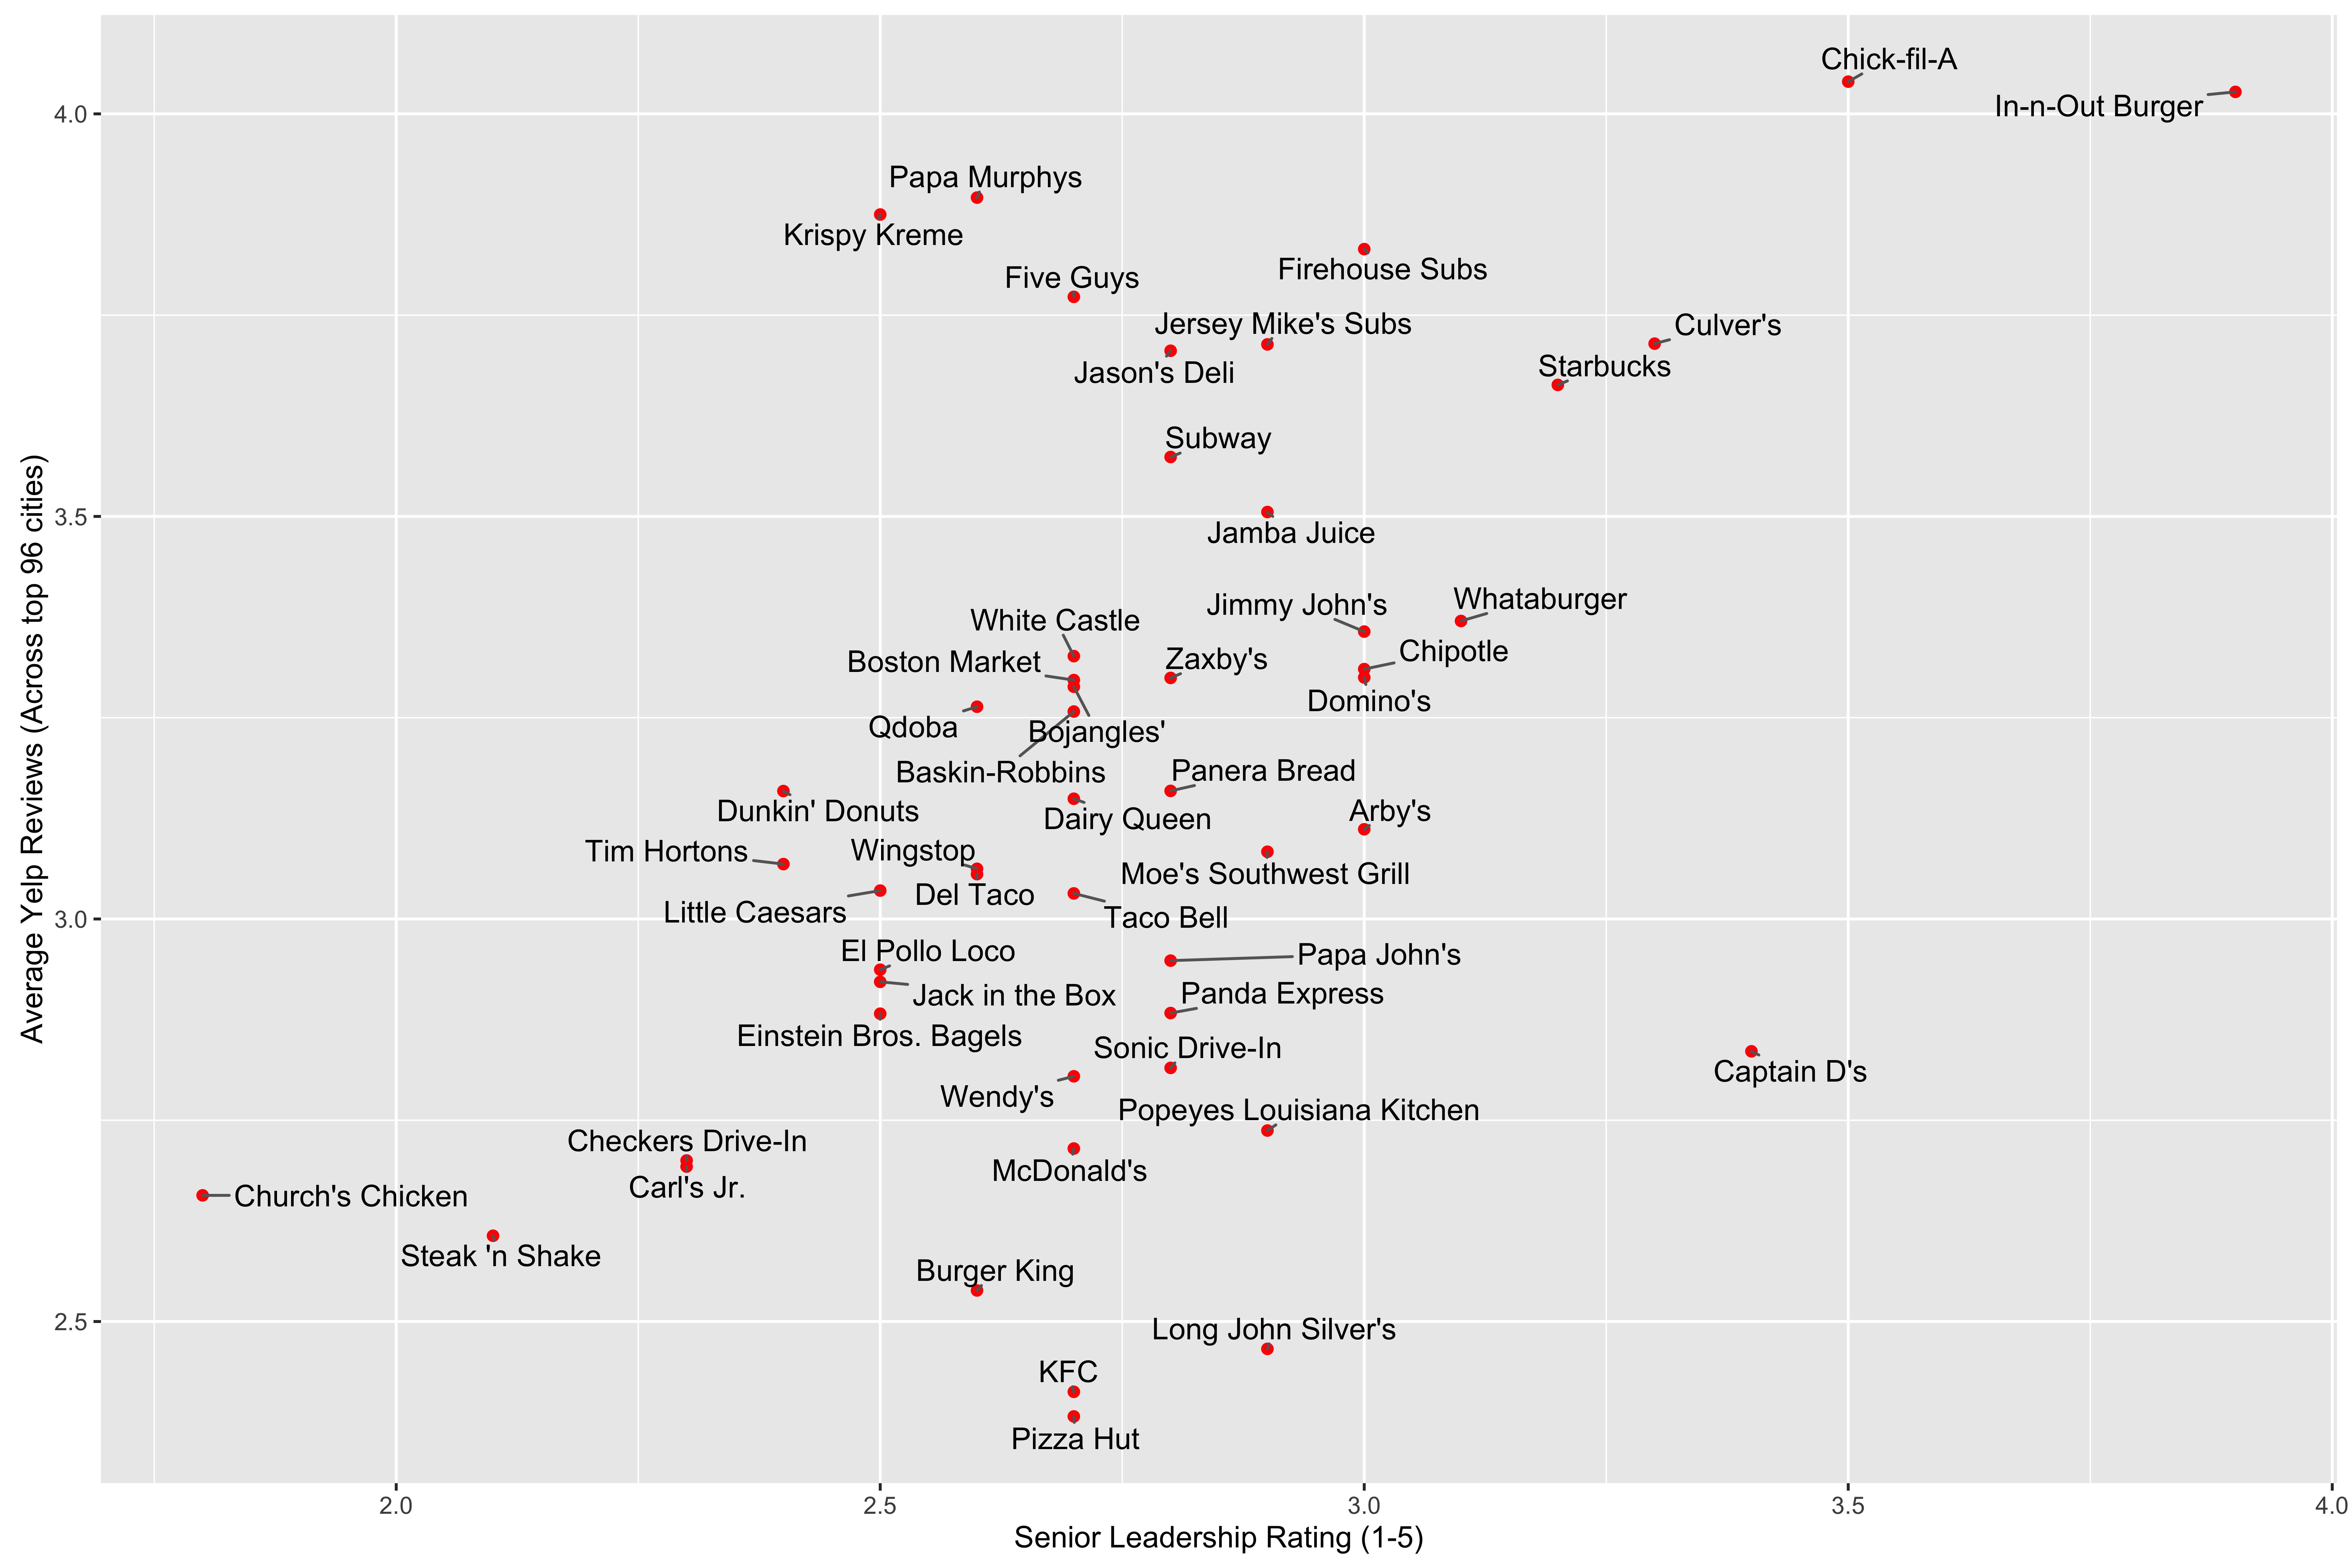 Chick-fil-A
In-n-Out Burger
Papa Murphys
Krispy Kreme
Firehouse Subs
Five Guys
Jersey Mike's Subs
Culver's
Jason's Deli
Starbucks
Subway
Jamba Juice
Whataburger
Jimmy John's
White Castle
Chipotle
Boston Market
Zaxby's
Domino's
Qdoba
Bojangles'
Baskin-Robbins
Panera Bread
Dunkin' Donuts
Dairy Queen
Arby's
Tim Hortons
Wingstop
Moe's Southwest Grill
Del Taco
Little Caesars
Taco Bell
El Pollo Loco
Papa John's
Jack in the Box
Panda Express
Einstein Bros. Bagels
Sonic Drive-In
Captain D's
Wendy's
Popeyes Louisiana Kitchen
Checkers Drive-In
McDonald's
Carl's Jr.
Church's Chicken
Steak 'n Shake
Burger King
Long John Silver's
KFC
Pizza Hut
4.0
3.5
3.0
2.5
Average Yelp Reviews (Across top 96 cities)
2.0
2.5
3.0
3.5
4.0
Senior Leadership Rating (1-5)